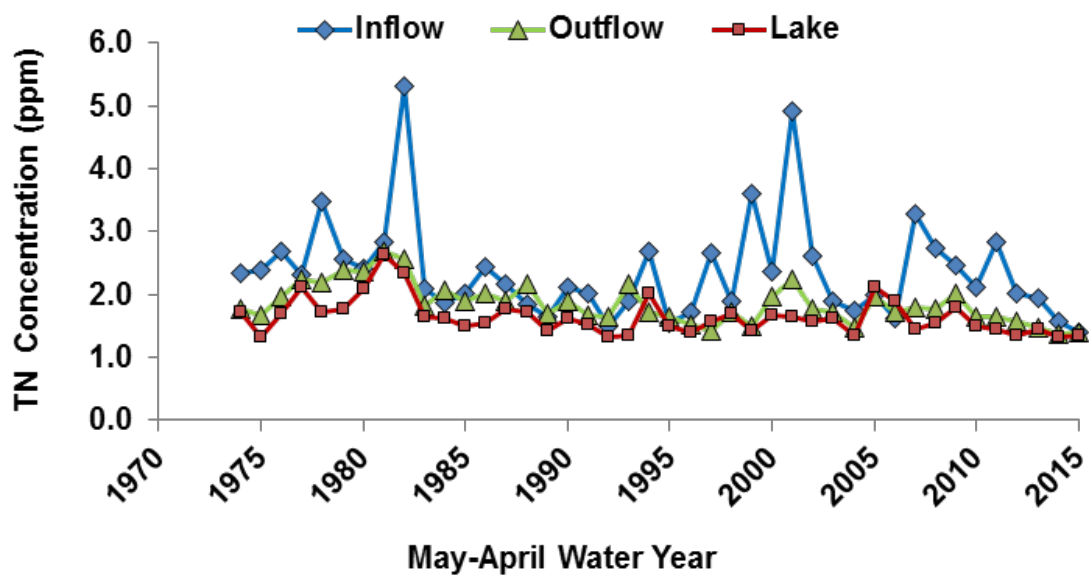 Inflow Outflow Lake
TN Concentration (ppm)
6.0
5.0
4.0
3.0
2.0
1.0
0.0
1970 1975 1980 1985 1990 1995 2000 2005 2010 2015
May-April Water Year